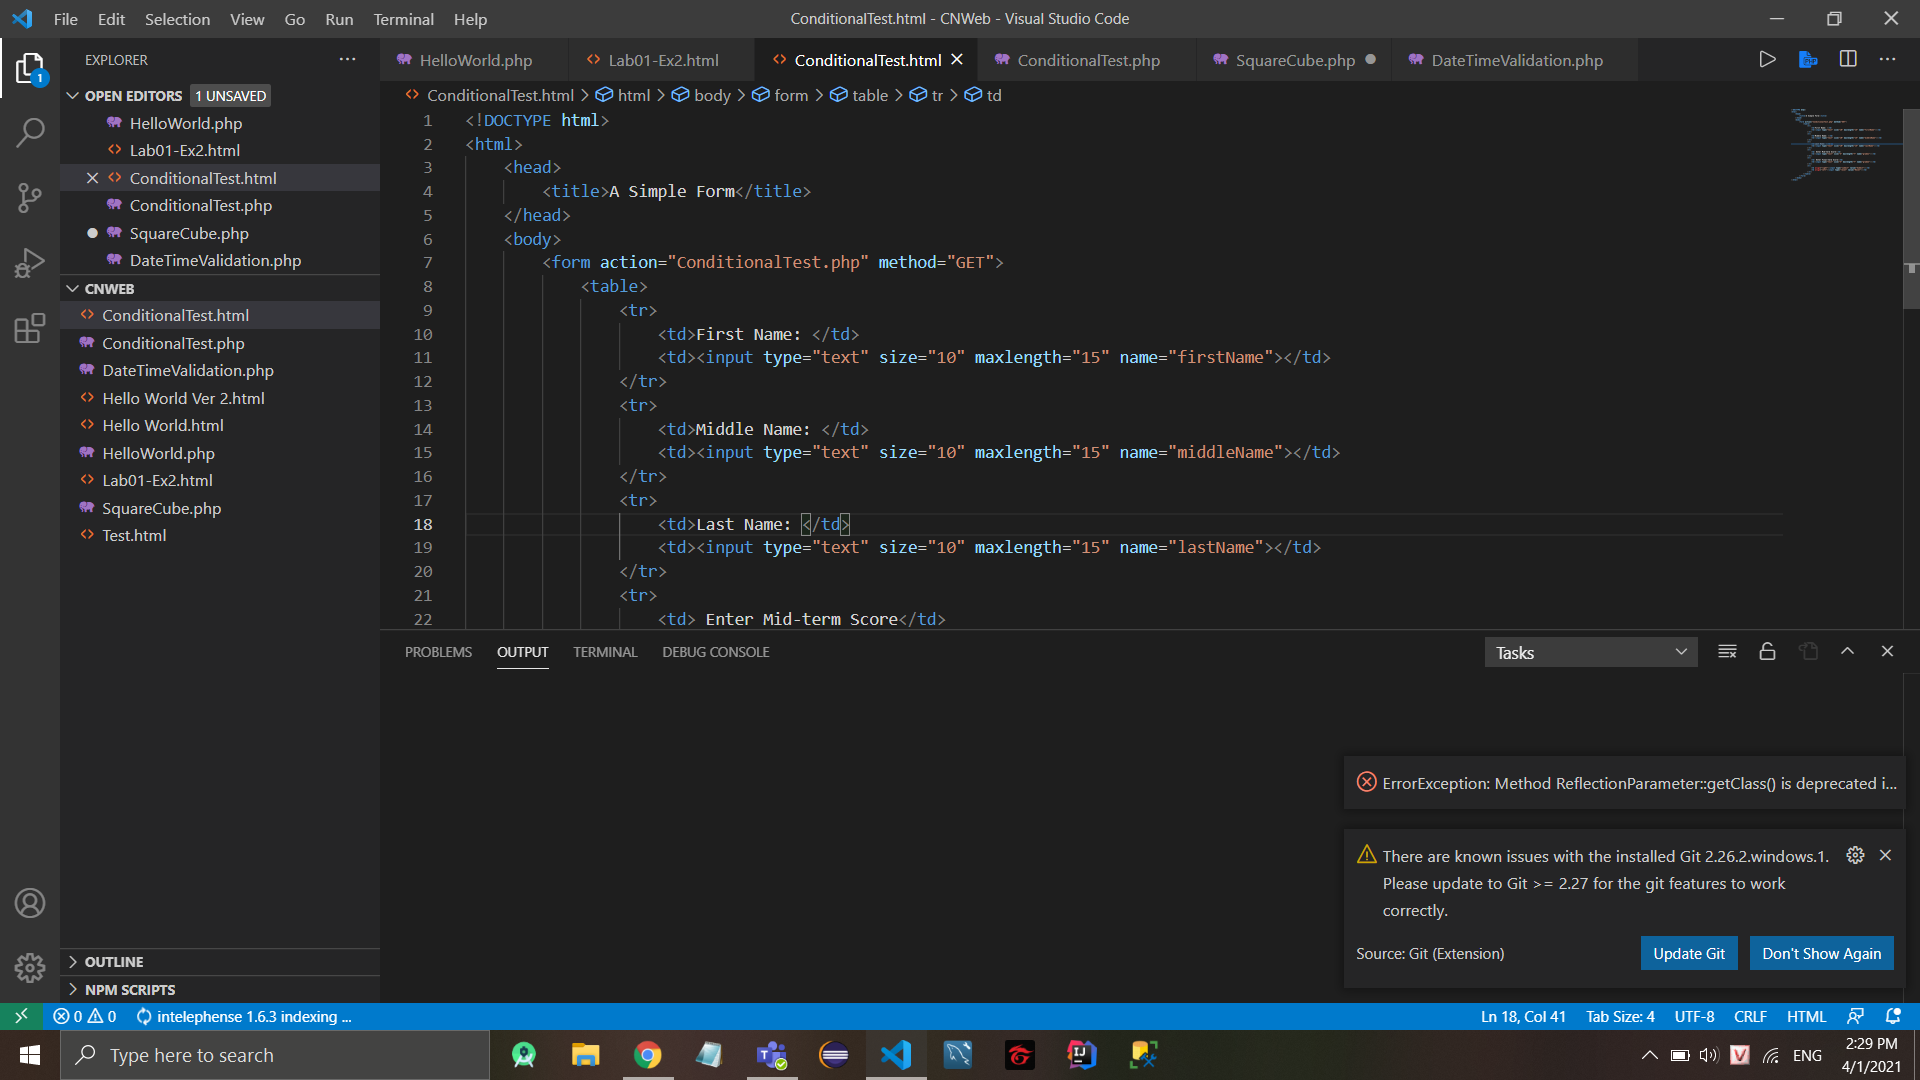 File Edit Selection View Go Run Terminal Help
ConditionalTest.html - CNWeb - Visual Studio Code
EXPLORER
HelloWorld.php
Lab01-Ex2.html
ConditionalTest.html
ConditionalTest.php
SquareCube.php
DateTimeValidation.php
1
OPEN EDITORS 1 UNSAVED
HelloWorld.php
Lab01-Ex2.html
ConditionalTest.html
ConditionalTest.php
SquareCube.php
DateTimeValidation.php
CNWEB
ConditionalTest.html
ConditionalTest.php
DateTimeValidation.php
Hello World Ver 2.html
Hello World.html
HelloWorld.php
Lab01-Ex2.html
SquareCube.php
Test.html
OUTLINE
NPM SCRIPTS
ConditionalTest.html > html > body > form > table > tr > td
1 <!DOCTYPE html>
2 <html>
3 <head>
4 <title>A Simple Form</title>
5 </head>
6 <body>
7 <form action="ConditionalTest.php" method="GET">
8 <table>
9 <tr>
10 <td>First Name: </td>
11 <td><input type="text" size="10" maxlength="15" name="firstName"></td>
12 </tr>
13 <tr>
14 <td>Middle Name: </td>
15 <td><input type="text" size="10" maxlength="15" name="middleName"></td>
16 </tr>
17 <tr>
18 <td>Last Name: </td>
19 <td><input type="text" size="10" maxlength="15" name="lastName"></td>
20 </tr>
21 <tr>
22 <td> Enter Mid-term Score</td>
PROBLEMS OUTPUT TERMINAL DEBUG CONSOLE
Tasks
ErrorException: Method ReflectionParameter::getClass() is deprecated i...
There are known issues with the installed Git 2.26.2.windows.1.
Please update to Git >= 2.27 for the git features to work
correctly.
Source: Git (Extension)
Update Git
Don't Show Again
0 0 intelephense 1.6.3 indexing ...
Ln 18, Col 41 Tab Size: 4 UTF-8 CRLF HTML
Type here to search
ENG
2:29 PM
4/1/2021